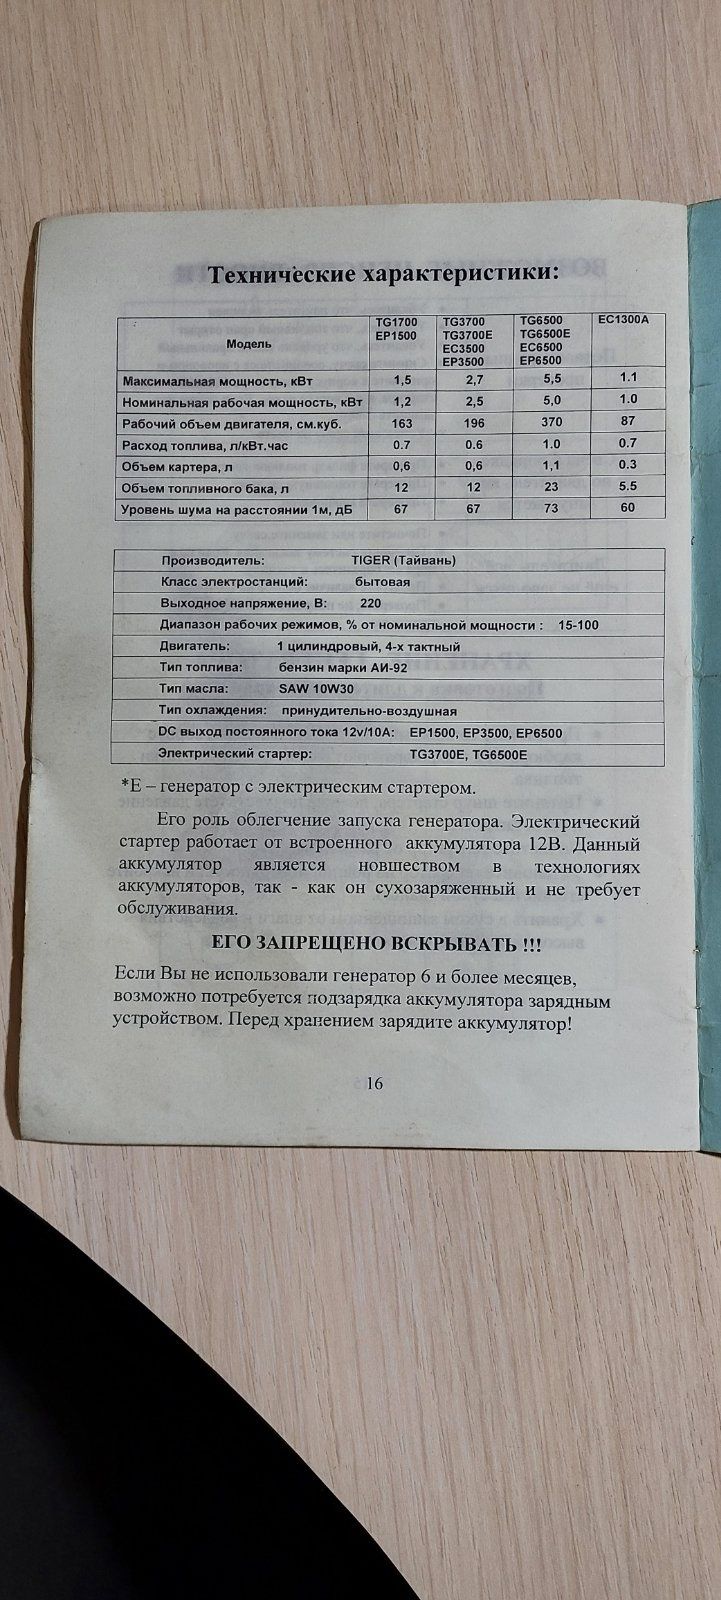 Технические характеристики:
Модель TG1700 EP1500 TG3700 TG3700E EC3500 EP3500 TG6500 TG6500E EC6500 EP6500 EC1300A
Максимальная мощность, кВт 1,5 2,7 5,5 1.1
Номинальная рабочая мощность, кВт 1,2 2,5 5,0 1.0
Рабочий объем двигателя, см.куб. 163 196 370 87
Расход топлива, л/кВт.час 0.7 0.6 1.0 0.7
Объем картера, л 0,6 0,6 1,1 0.3
Объем топливного бака, л 12 12 23 5.5
Уровень шума на расстоянии 1м, дБ 67 67 73 60
Производитель: TIGER (Тайвань)
Класс электростанций: бытовая
Выходное напряжение, В: 220
Диапазон рабочих режимов, % от номинальной мощности : 15-100
Двигатель: 1 цилиндровый, 4-х тактный
Тип топлива: бензин марки АИ-92
Тип масла: SAW 10W30
Тип охлаждения: принудительно-воздушная
DC выход постоянного тока 12v/10A: EP1500, EP3500, EP6500
Электрический стартер: TG3700E, TG6500E
*Е – генератор с электрическим стартером.
Его роль облегчение запуска генератора. Электрический
стартер работает от встроенного аккумулятора 12В. Данный
аккумулятор является новшеством в технологиях
аккумуляторов, так - как он сухозаряженный и не требует
обслуживания.
ЕГО ЗАПРЕЩЕНО ВСКРЫВАТЬ !!!
Если Вы не использовали генератор 6 и более месяцев,
возможно потребуется подзарядка аккумулятора зарядным
устройством. Перед хранением зарядите аккумулятор!
16